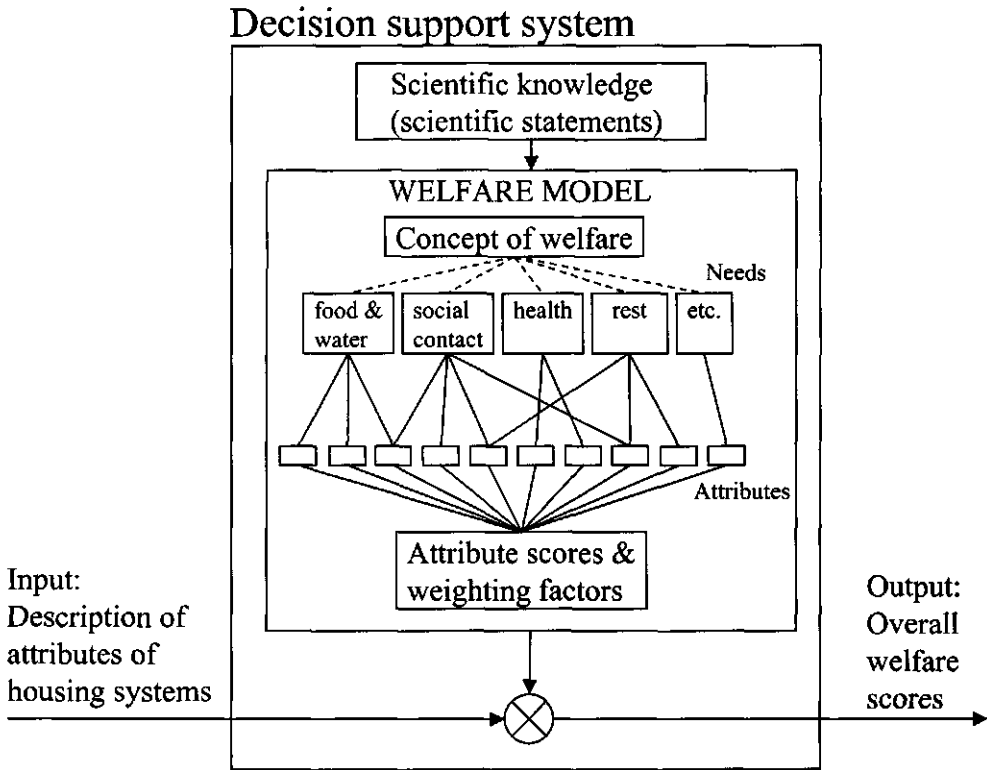 Decision support system
Scientific knowledge
(scientific statements)
WELFARE MODEL
Concept of welfare
Needs
food &
water
social
contact
health
rest
etc.
Attributes
Attribute scores &
weighting factors
Input:
Description of
attributes of
housing systems
Output:
Overall
welfare
scores